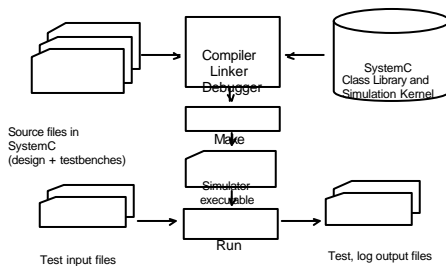 Compiler
Linker
Debugger
SystemC
Class Library and
Simulation Kernel
Source files in
SystemC
(design + testbenches)
Make
Simulator
executable
Run
Test input files
Test, log output files